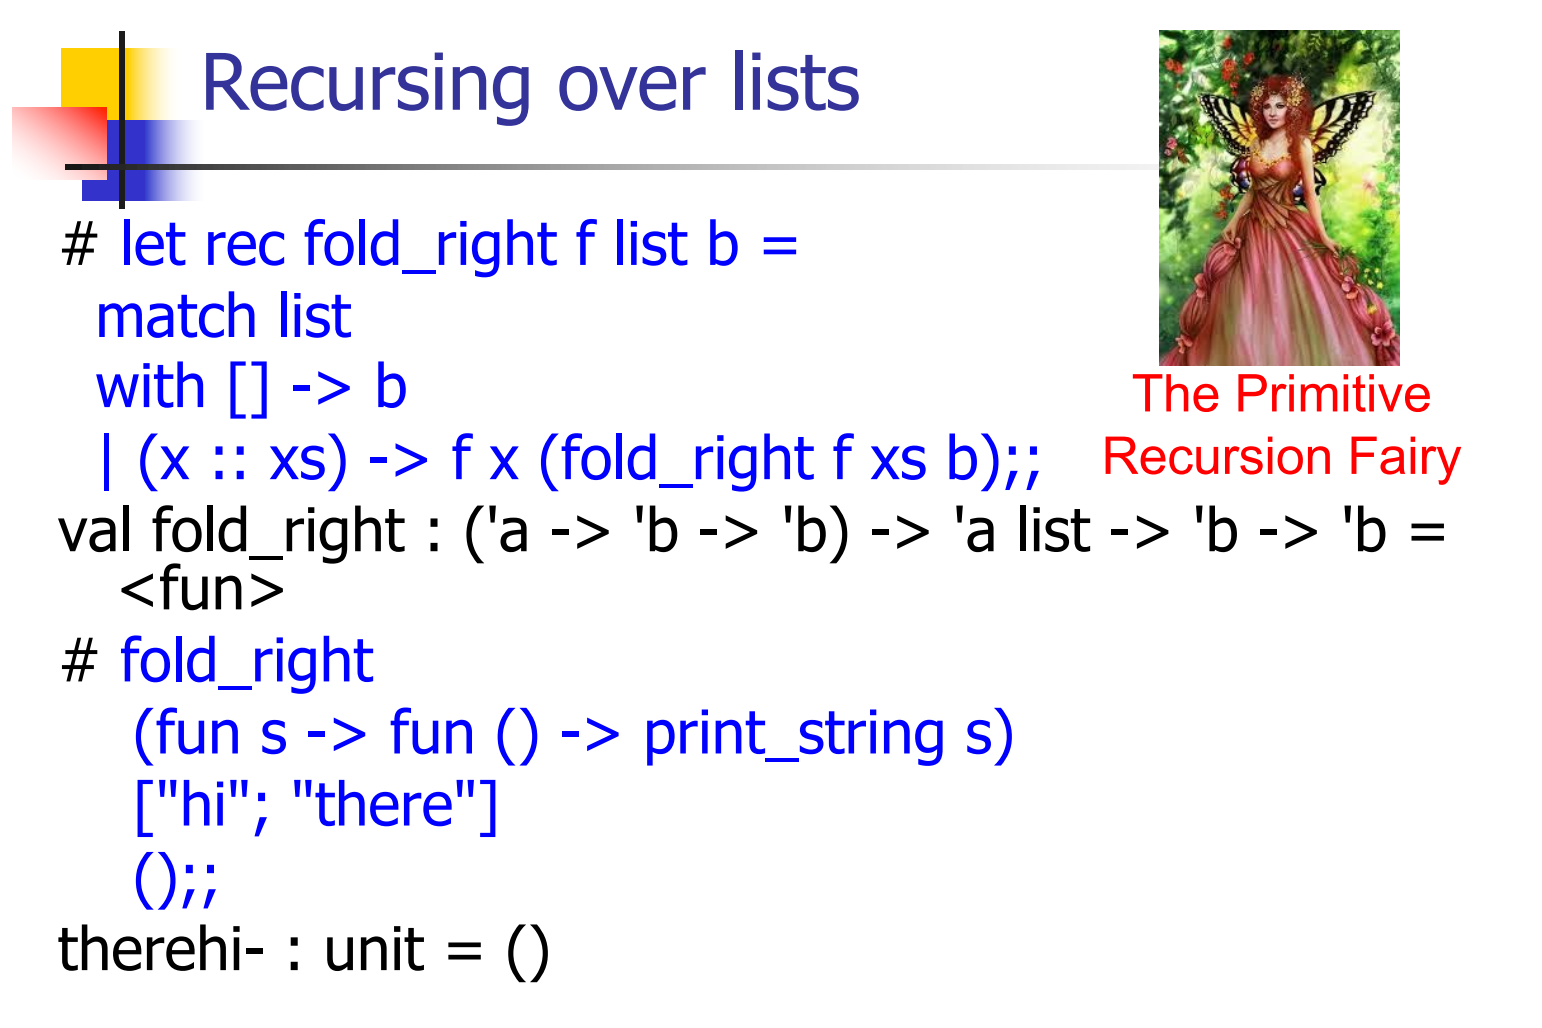 Recursing over lists
# let rec fold_right f list b =
match list
with [] -> b
| (x :: xs) -> f x (fold_right f xs b);;
The Primitive
Recursion Fairy
val fold_right : ('a -> 'b -> 'b) -> 'a list -> 'b -> 'b =
<fun>
# fold_right
(fun s -> fun () -> print_string s)
["hi"; "there"]
();;
therehi- : unit = ()